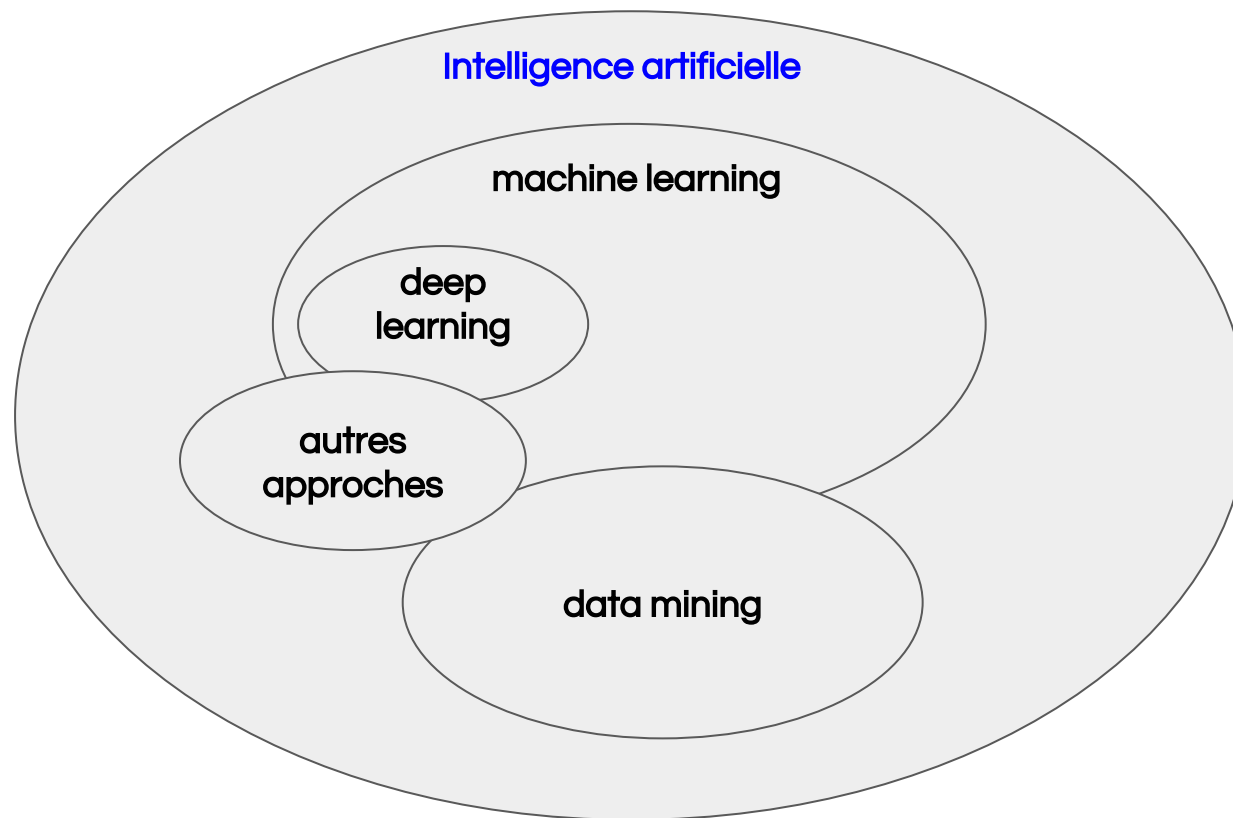 Intelligence artificielle
machine learning
deep
learning
autres
approches
data mining